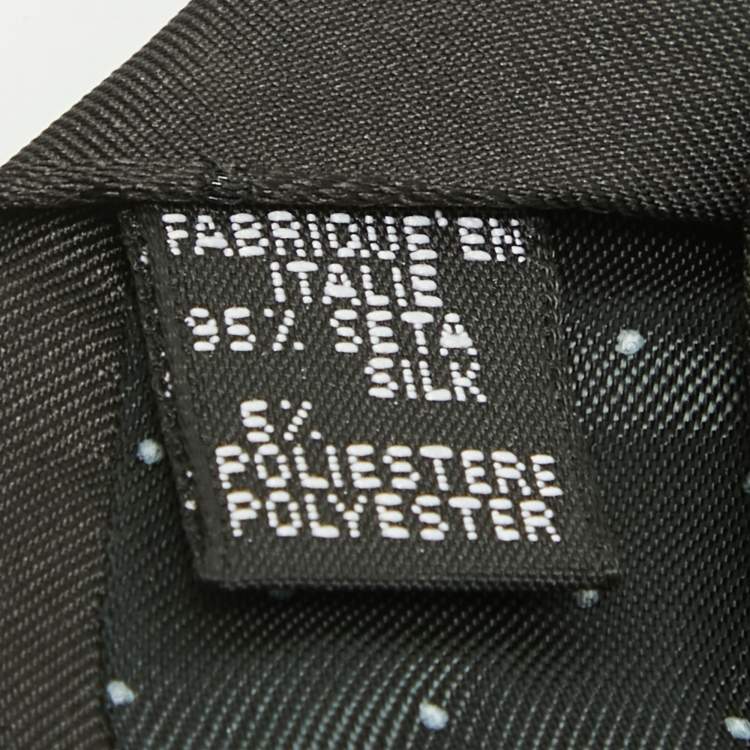 FABRIQUE'EN
ITALIE
95% SETA
SILK
5%
POLIESTERE
POLYESTER